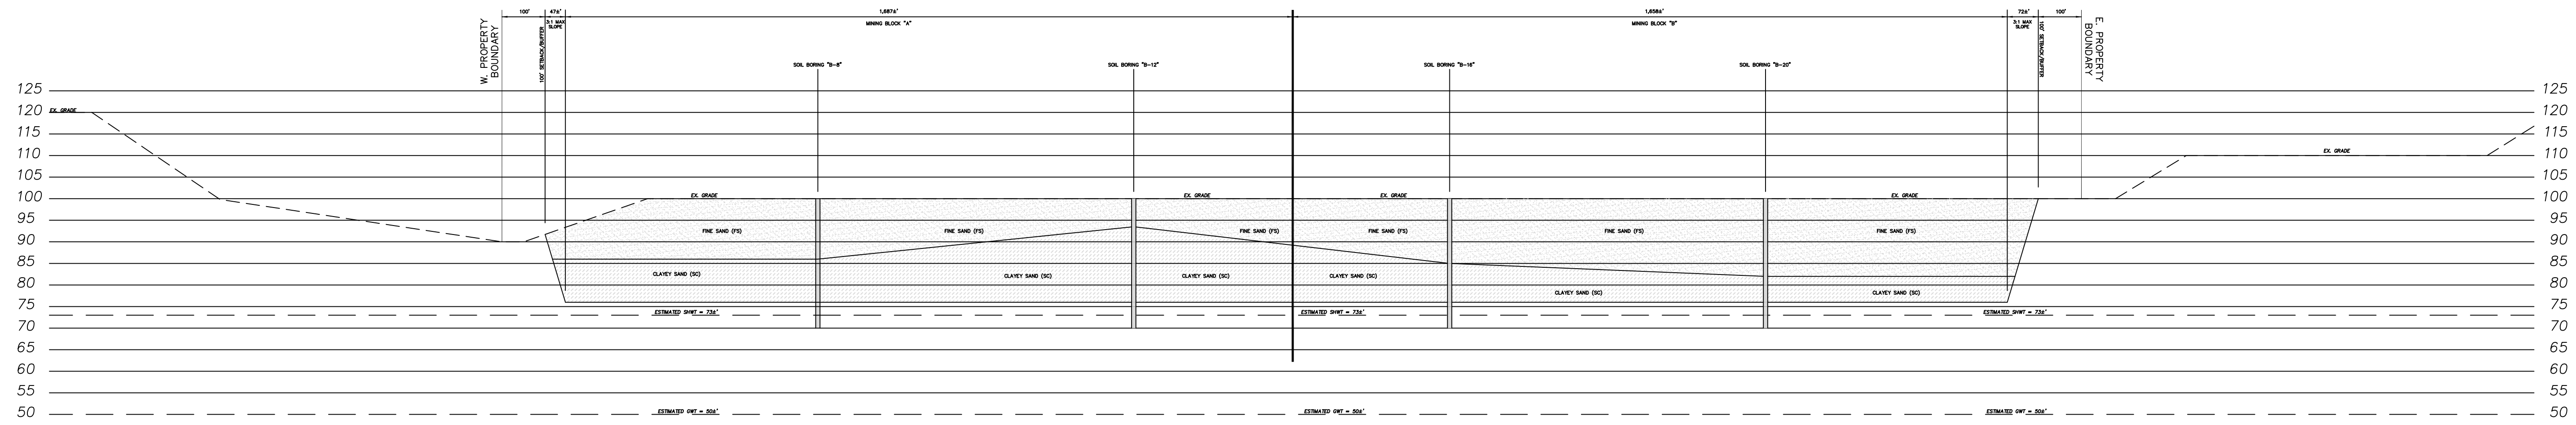 100'
47±'
1,687±'
1,658±'
72±'
100'
3:1 MAX
SLOPE
MINING BLOCK "A"
MINING BLOCK "B"
3:1 MAX
SLOPE
W. PROPERTY
BOUNDARY
100' SETBACK/BUFFER
100' SETBACK/BUFFER
E. PROPERTY
BOUNDARY
SOIL BORING "B-8"
SOIL BORING "B-12"
SOIL BORING "B-16"
SOIL BORING "B-20"
125
125
120
EX. GRADE
120
115
115
110
EX. GRADE
110
105
105
100
EX. GRADE
EX. GRADE
EX. GRADE
EX. GRADE
100
95
95
FINE SAND (FS)
FINE SAND (FS)
FINE SAND (FS)
FINE SAND (FS)
FINE SAND (FS)
FINE SAND (FS)
90
90
85
85
CLAYEY SAND (SC)
CLAYEY SAND (SC)
CLAYEY SAND (SC)
CLAYEY SAND (SC)
80
80
CLAYEY SAND (SC)
CLAYEY SAND (SC)
75
75
ESTIMATED SHWT = 73±'
ESTIMATED SHWT = 73±'
ESTIMATED SHWT = 73±'
70
70
65
65
60
60
55
55
50
ESTIMATED GWT = 50±'
ESTIMATED GWT = 50±'
ESTIMATED GWT = 50±'
50